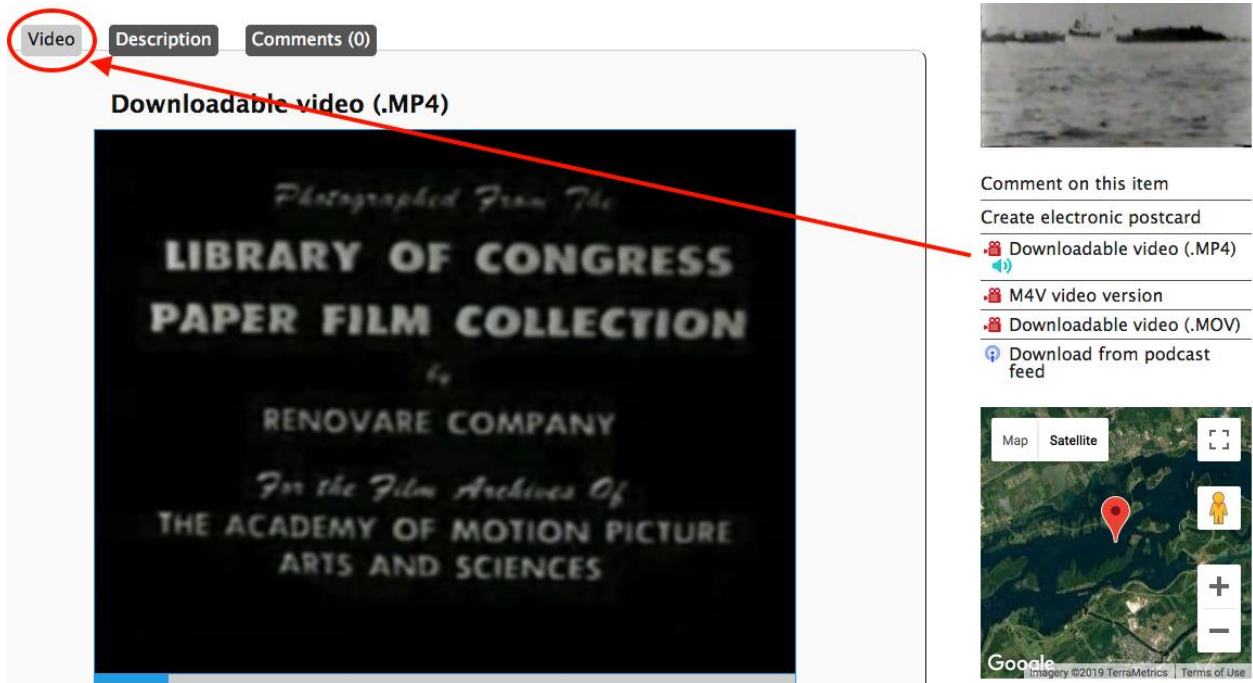 Video
Description
Comments (0)
Downloadable video (.MP4)
Photographed From The
LIBRARY OF CONGRESS
PAPER FILM COLLECTION
by
RENOVARE COMPANY
For the Film Archives Of
THE ACADEMY OF MOTION PICTURE
ARTS AND SCIENCES
Comment on this item
Create electronic postcard
Downloadable video (.MP4)
M4V video version
Downloadable video (.MOV)
Download from podcast
feed
Map
Satellite
Google
Imagery ©2019 TerraMetrics
Terms of Use